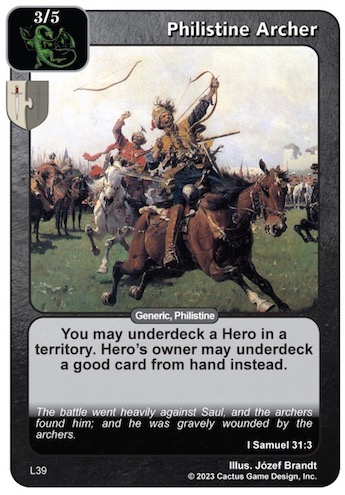 3/5
Philistine Archer
Generic, Philistine
You may underdeck a Hero in a
territory. Hero's owner may underdeck
a good card from hand instead.
The battle went heavily against Saul, and the archers
found him; and he was gravely wounded by the
archers.
I Samuel 31:3
Illus. Józef Brandt
L39
© 2023 Cactus Game Design, Inc.